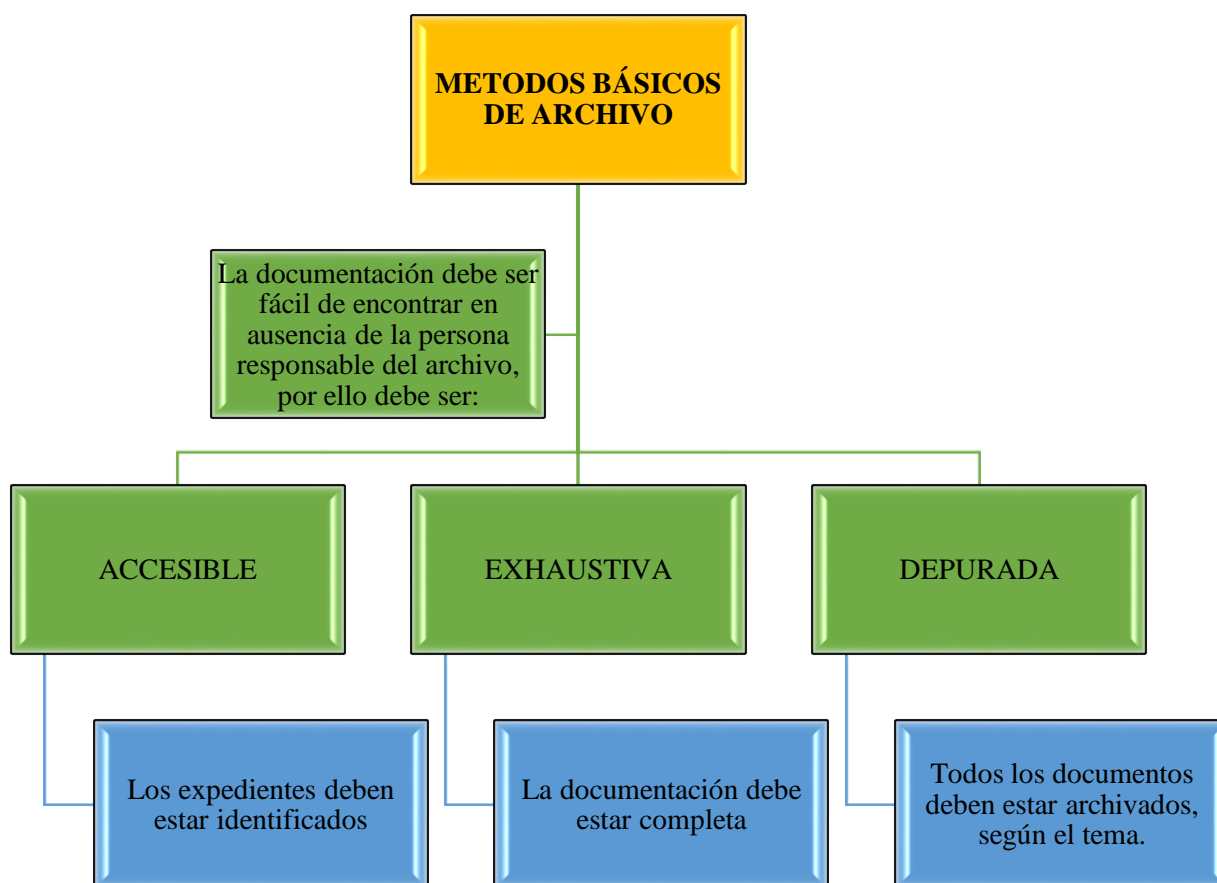 METODOS BÁSICOS
DE ARCHIVO
La documentación debe ser
fácil de encontrar en
ausencia de la persona
responsable del archivo,
por ello debe ser:
ACCESIBLE
EXHAUSTIVA
DEPURADA
Los expedientes deben
estar identificados
La documentación debe
estar completa
Todos los documentos
deben estar archivados,
según el tema.